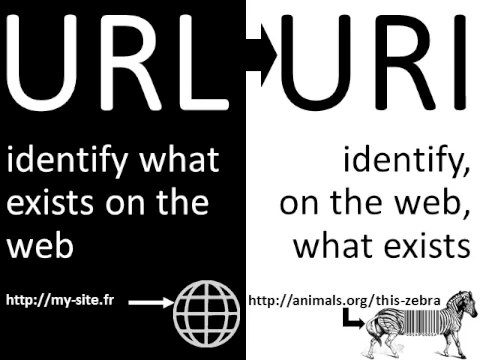 URL
identify what
exists on the
web
http://my-site.fr
URI
identify,
on the web,
what exists
http://animals.org/this-zebra